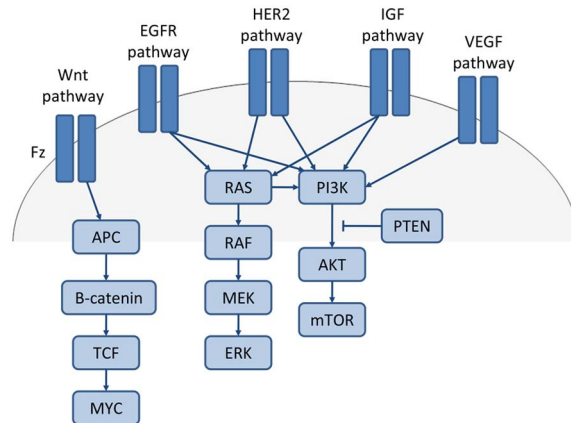 HER2
pathway
IGF
pathway
EGFR
pathway
VEGF
pathway
Wnt
pathway
Fz
RAS
PI3K
APC
RAF
PTEN
AKT
B-catenin
MEK
mTOR
TCF
ERK
MYC